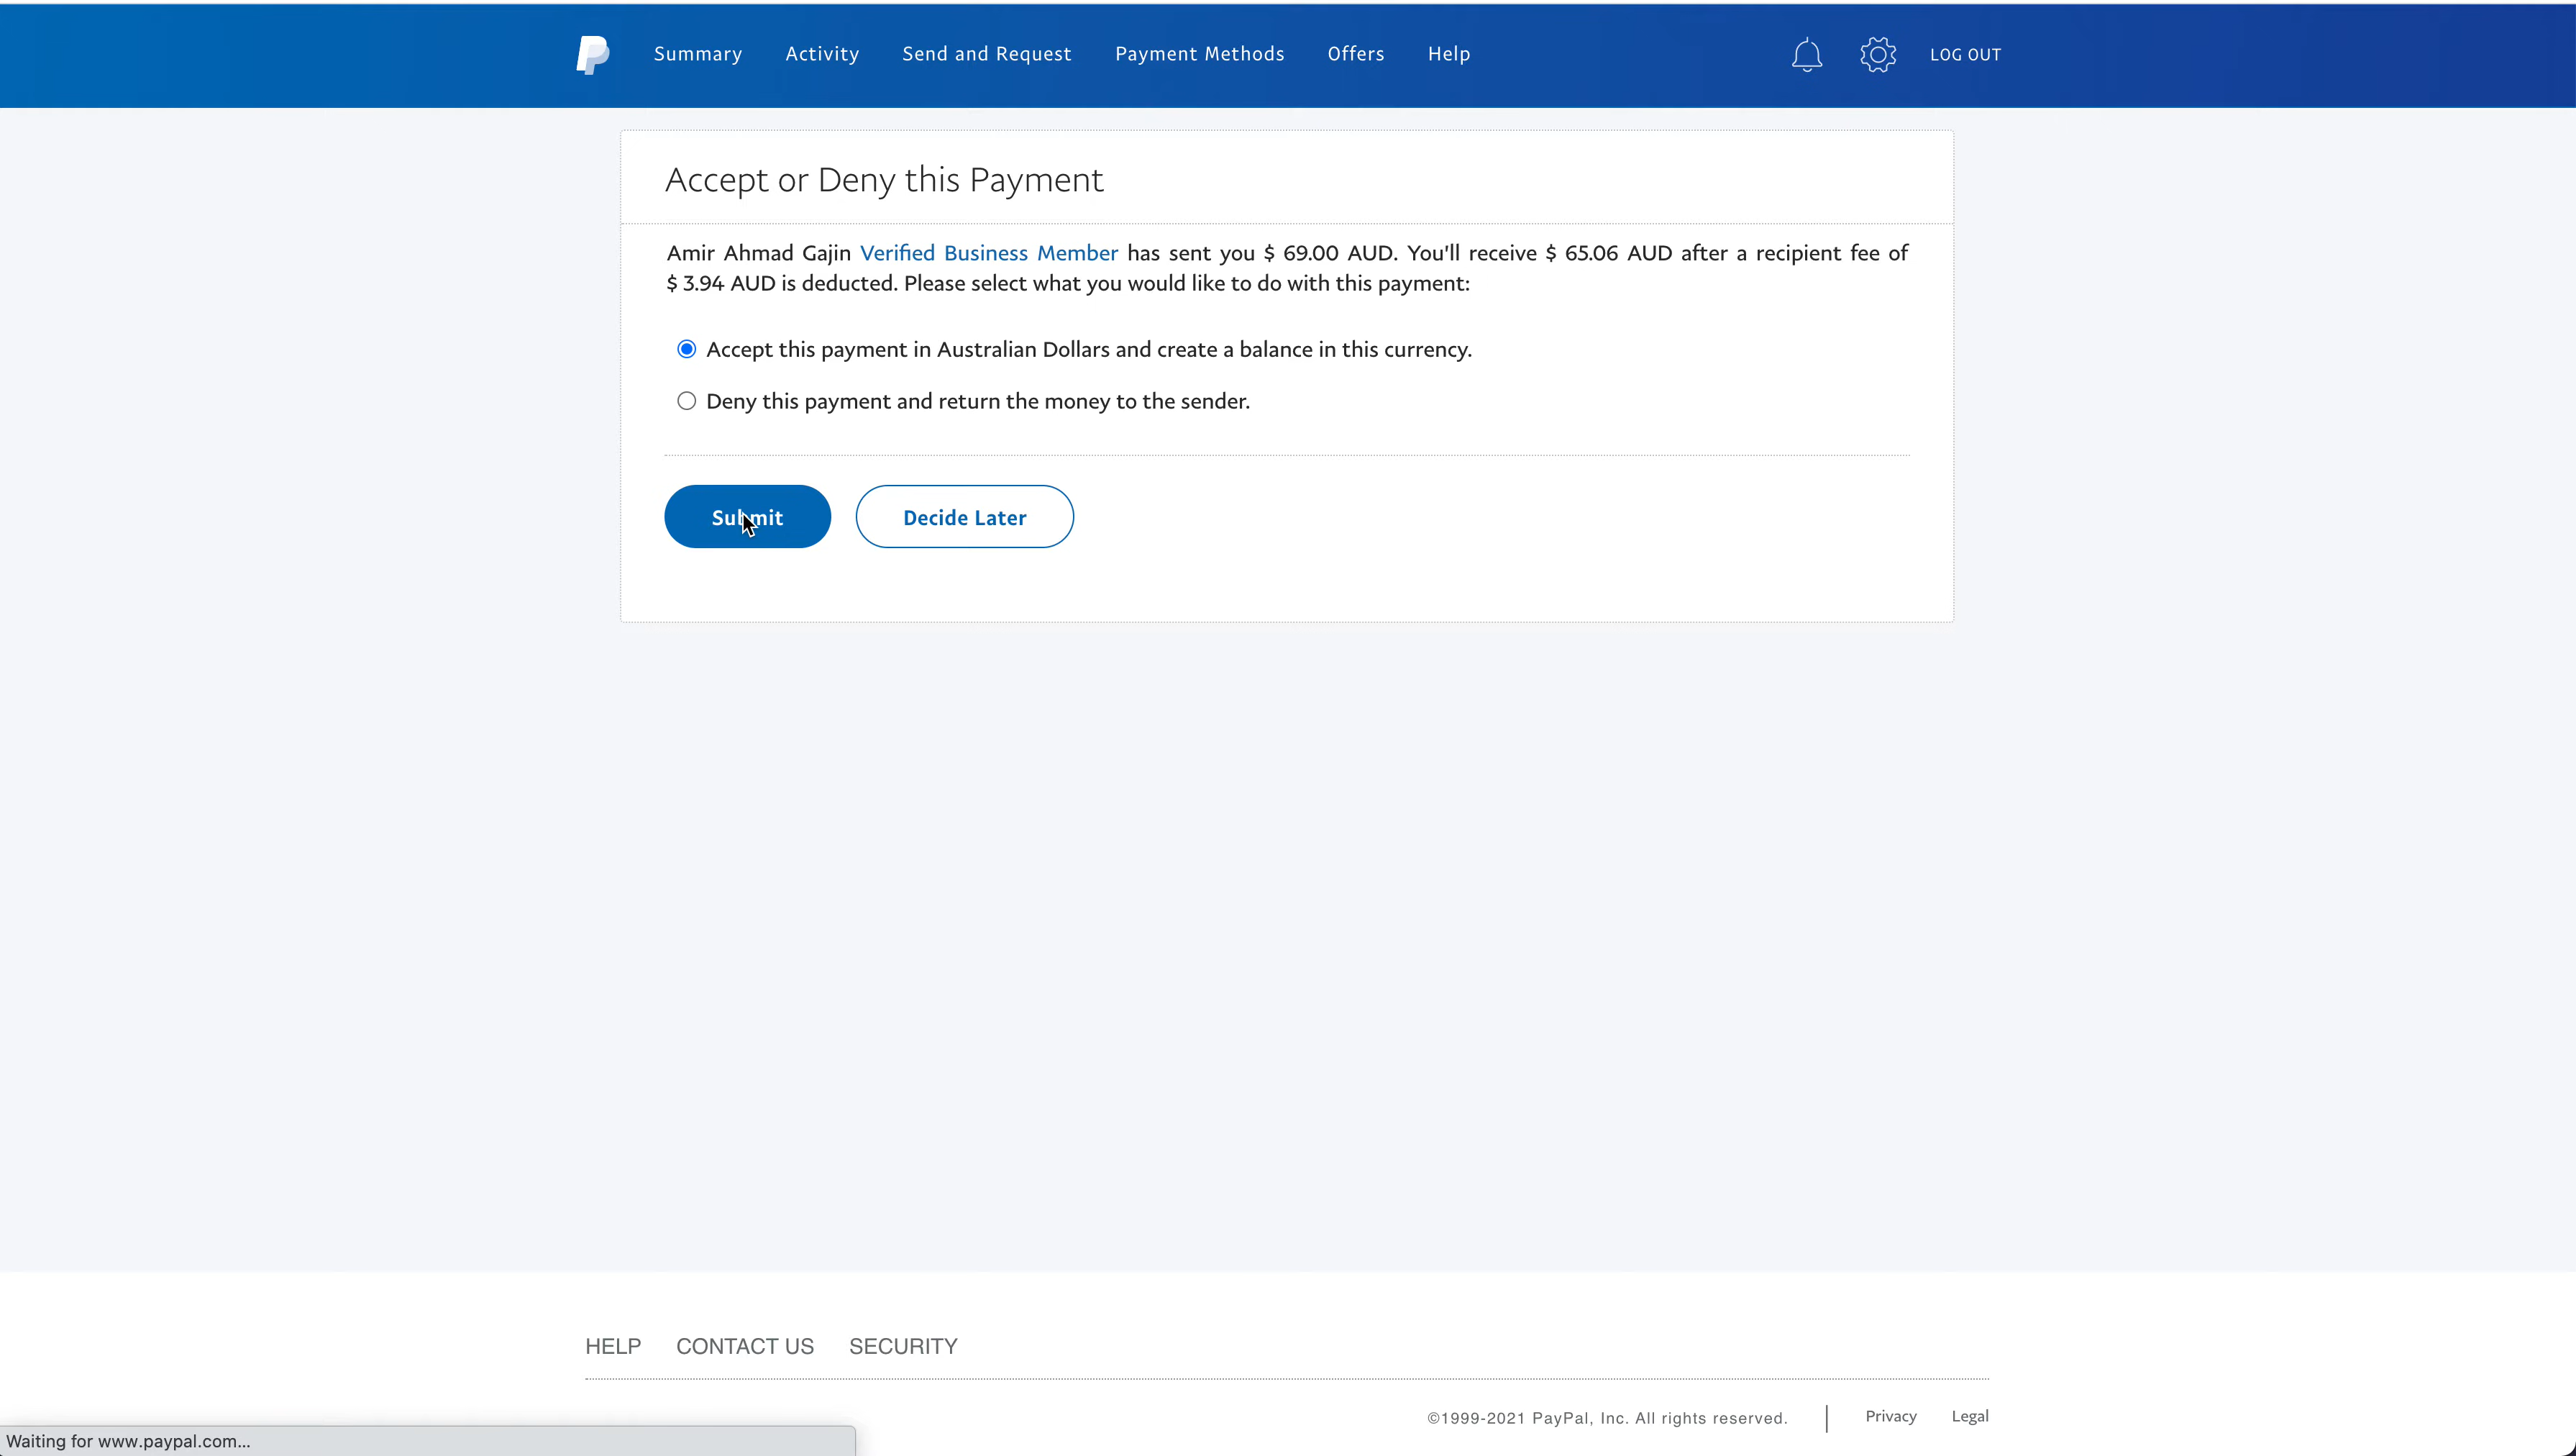 Summary Activity Send and Request Payment Methods Offers Help LOG OUT
Accept or Deny this Payment
Amir Ahmad Gajin Verified Business Member has sent you $ 69.00 AUD. You'll receive $ 65.06 AUD after a recipient fee of
$ 3.94 AUD is deducted. Please select what you would like to do with this payment:
Accept this payment in Australian Dollars and create a balance in this currency.
Deny this payment and return the money to the sender.
Submit Decide Later
HELP CONTACT US SECURITY
©1999-2021 PayPal, Inc. All rights reserved. Privacy Legal
Waiting for www.paypal.com...